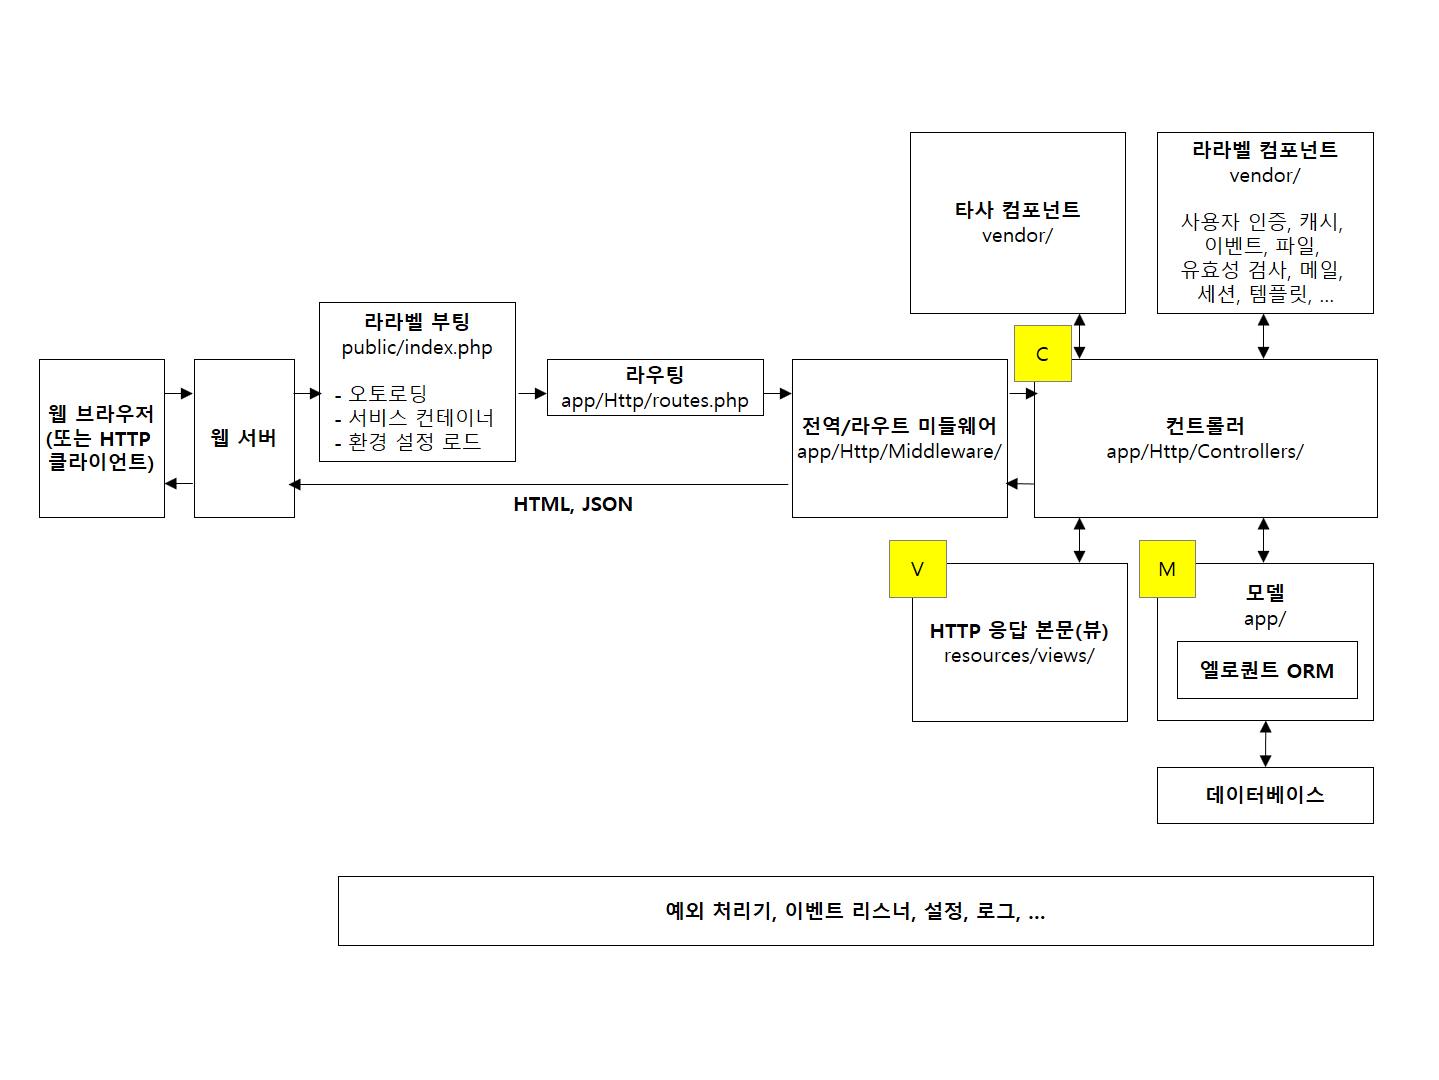 타사 컴포넌트
vendor/
라라벨 컴포넌트
vendor/
사용자 인증, 캐시,
이벤트, 파일,
유효성 검사, 메일,
세션, 템플릿, ...
라라벨 부팅
public/index.php
- 오토로딩
- 서비스 컨테이너
- 환경 설정 로드
웹 브라우저
(또는 HTTP
클라이언트)
웹 서버
라우팅
app/Http/routes.php
전역/라우트 미들웨어
app/Http/Middleware/
C
컨트롤러
app/Http/Controllers/
HTML, JSON
V
HTTP 응답 본문(뷰)
resources/views/
M
모델
app/
엘로퀀트 ORM
데이터베이스
예외 처리기, 이벤트 리스너, 설정, 로그, ...